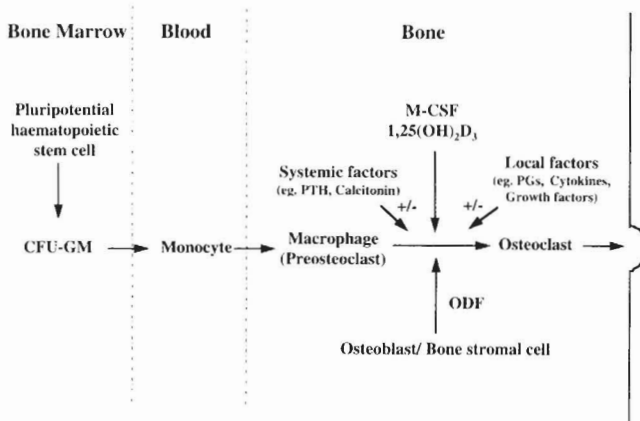 Bone Marrow
Blood
Bone
Pluripotential
haematopoietic
stem cell
M-CSF
1,25(OH)₂D₃
Systemic factors
(eg. PTH, Calcitonin)
Local factors
(eg. PGs, Cytokines,
Growth factors)
+/-
+/-
CFU-GM
Monocyte
Macrophage
(Preosteoclast)
Osteoclast
ODF
Osteoblast/ Bone stromal cell